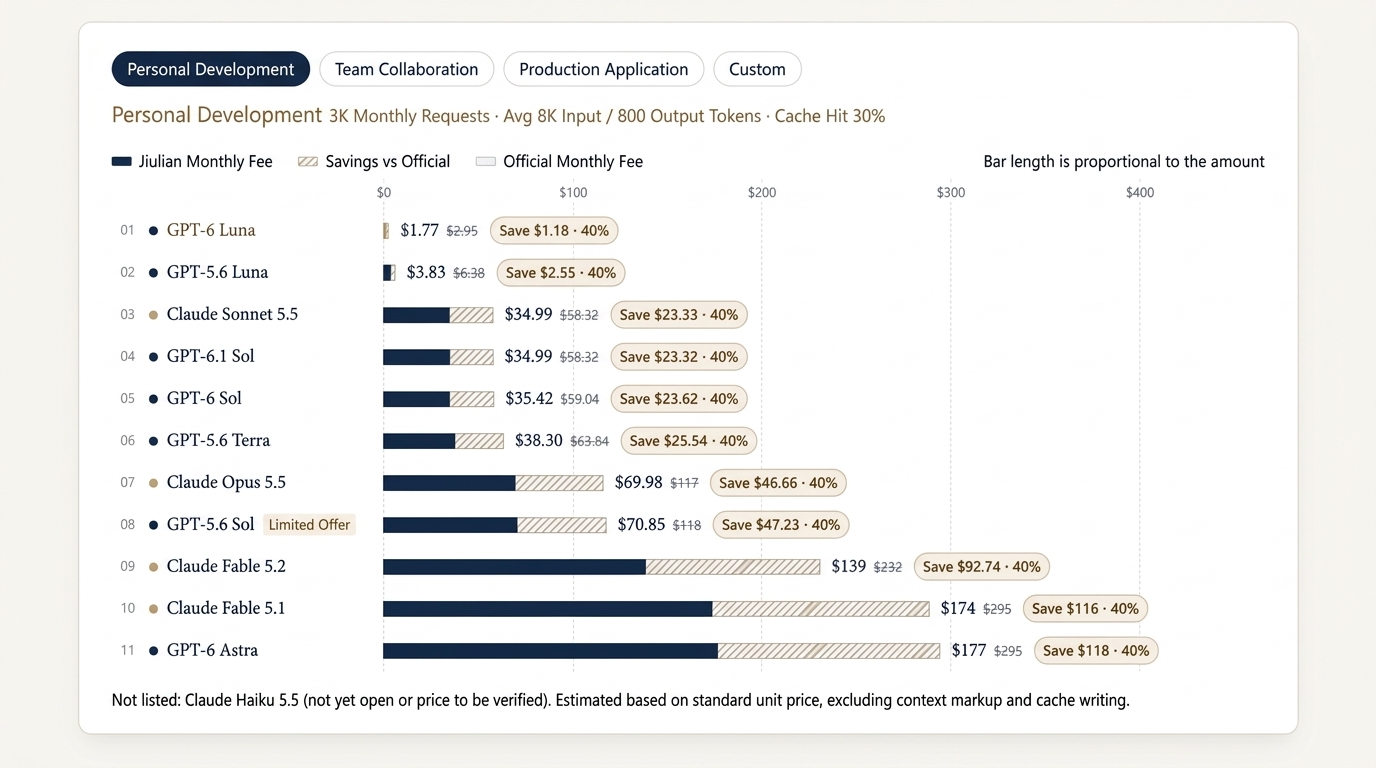 Personal Development Team Collaboration Production Application Custom
Personal Development 3K Monthly Requests · Avg 8K Input / 800 Output Tokens · Cache Hit 30%
Jiulian Monthly Fee Savings vs Official Official Monthly Fee Bar length is proportional to the amount
$0 $100 $200 $300 $400
01 GPT-6 Luna $1.77 $2.95 Save $1.18 · 40%
02 GPT-5.6 Luna $3.83 $6.38 Save $2.55 · 40%
03 Claude Sonnet 5.5 $34.99 $58.32 Save $23.33 · 40%
04 GPT-6.1 Sol $34.99 $58.32 Save $23.32 · 40%
05 GPT-6 Sol $35.42 $59.04 Save $23.62 · 40%
06 GPT-5.6 Terra $38.30 $63.84 Save $25.54 · 40%
07 Claude Opus 5.5 $69.98 $117 Save $46.66 · 40%
08 GPT-5.6 Sol Limited Offer $70.85 $118 Save $47.23 · 40%
09 Claude Fable 5.2 $139 $232 Save $92.74 · 40%
10 Claude Fable 5.1 $174 $295 Save $116 · 40%
11 GPT-6 Astra $177 $295 Save $118 · 40%
Not listed: Claude Haiku 5.5 (not yet open or price to be verified). Estimated based on standard unit price, excluding context markup and cache writing.